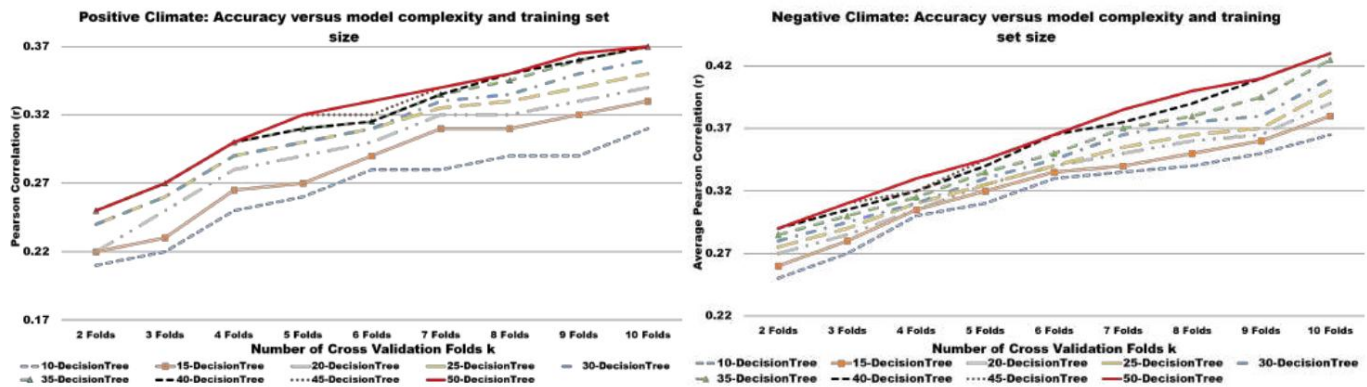 Positive Climate: Accuracy versus model complexity and training set
size
Pearson Correlation (r)
0.37
0.32
0.27
0.22
0.17
2 Folds 3 Folds 4 Folds 5 Folds 6 Folds 7 Folds 8 Folds 9 Folds 10 Folds
Number of Cross Validation Folds k
10-DecisionTree 15-DecisionTree 20-DecisionTree 25-DecisionTree 30-DecisionTree
35-DecisionTree 40-DecisionTree 45-DecisionTree 50-DecisionTree
Negative Climate: Accuracy versus model complexity and training
set size
Average Pearson Correlation (r)
0.42
0.37
0.32
0.27
0.22
2 Folds 3 Folds 4 Folds 5 Folds 6 Folds 7 Folds 8 Folds 9 Folds 10 Folds
Number of Cross Validation Folds k
10-DecisionTree 15-DecisionTree 20-DecisionTree 25-DecisionTree 30-DecisionTree
35-DecisionTree 40-DecisionTree 45-DecisionTree 50-DecisionTree